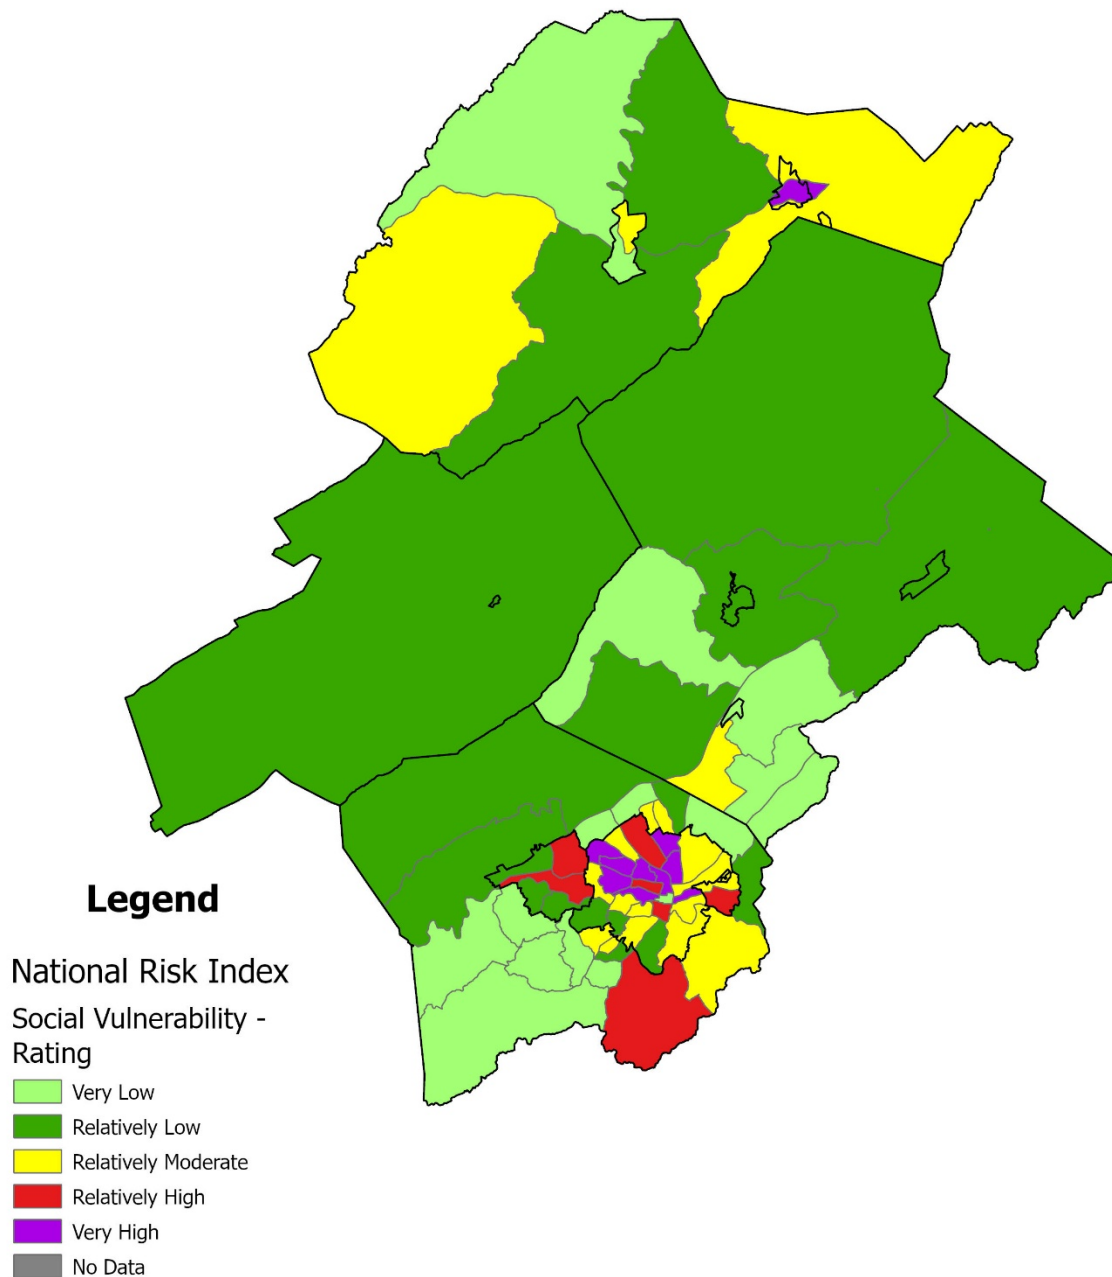 Legend
National Risk Index
Social Vulnerability -
Rating
Very Low
Relatively Low
Relatively Moderate
Relatively High
Very High
No Data